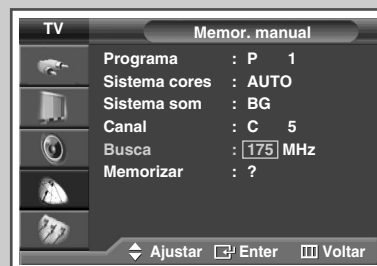 TV
Memor. manual
Programa : P 1
Sistema cores : AUTO
Sistema som : BG
Canal : C 5
Busca : 175 MHz
Memorizar : ?
Ajustar Enter Voltar